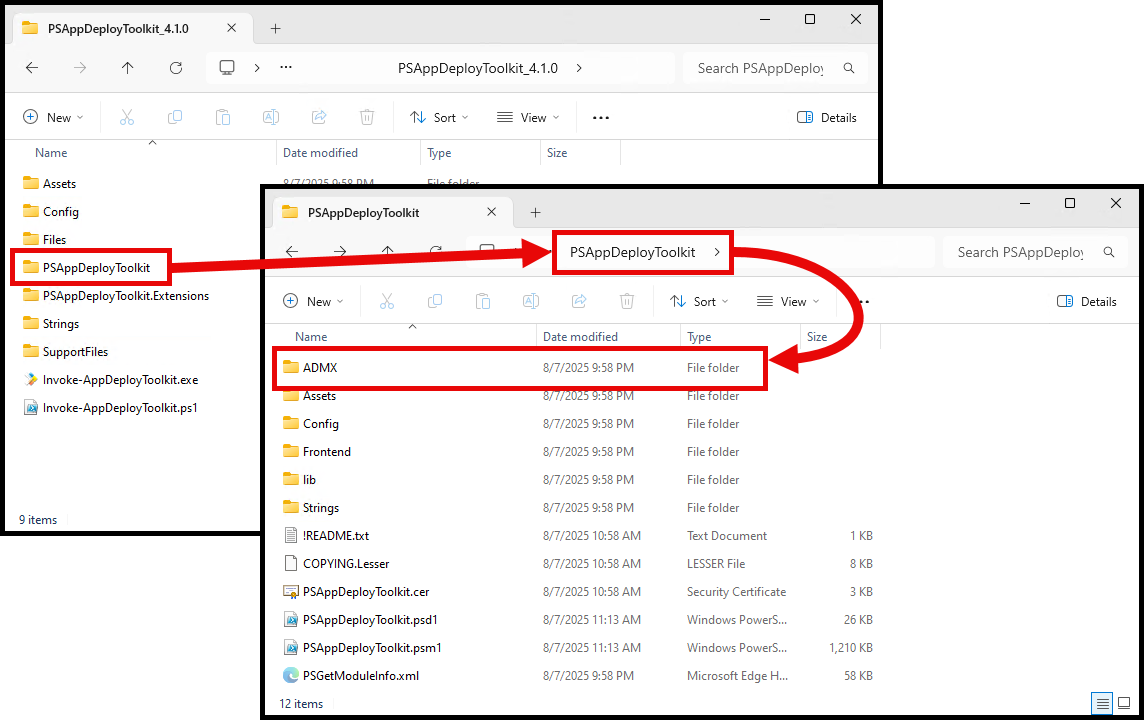 PSAppDeployToolkit_4.1.0
PSAppDeployToolkit_4.1.0
Search PSAppDeploy
New
Sort
View
Details
Name
Date modified
Type
Size
Assets
8/7/2025 9:58 PM
File folder
Config
Files
PSAppDeployToolkit
PSAppDeployToolkit.Extensions
Strings
SupportFiles
Invoke-AppDeployToolkit.exe
Invoke-AppDeployToolkit.ps1
9 items
PSAppDeployToolkit
PSAppDeployToolkit
Search PSAppDeploy
New
Sort
View
Details
Name Date modified Type Size
ADMX 8/7/2025 9:58 PM File folder
Assets 8/7/2025 9:58 PM File folder
Config 8/7/2025 9:58 PM File folder
Frontend 8/7/2025 9:58 PM File folder
lib 8/7/2025 9:58 PM File folder
Strings 8/7/2025 9:58 PM File folder
!README.txt 8/7/2025 10:58 AM Text Document 1 KB
COPYING.Lesser 8/7/2025 10:58 AM LESSER File 8 KB
PSAppDeployToolkit.cer 8/7/2025 10:58 AM Security Certificate 3 KB
PSAppDeployToolkit.psd1 8/7/2025 11:13 AM Windows PowerS... 26 KB
PSAppDeployToolkit.psm1 8/7/2025 11:13 AM Windows PowerS... 1,210 KB
PSGetModuleInfo.xml 8/7/2025 9:58 PM Microsoft Edge H... 58 KB
12 items